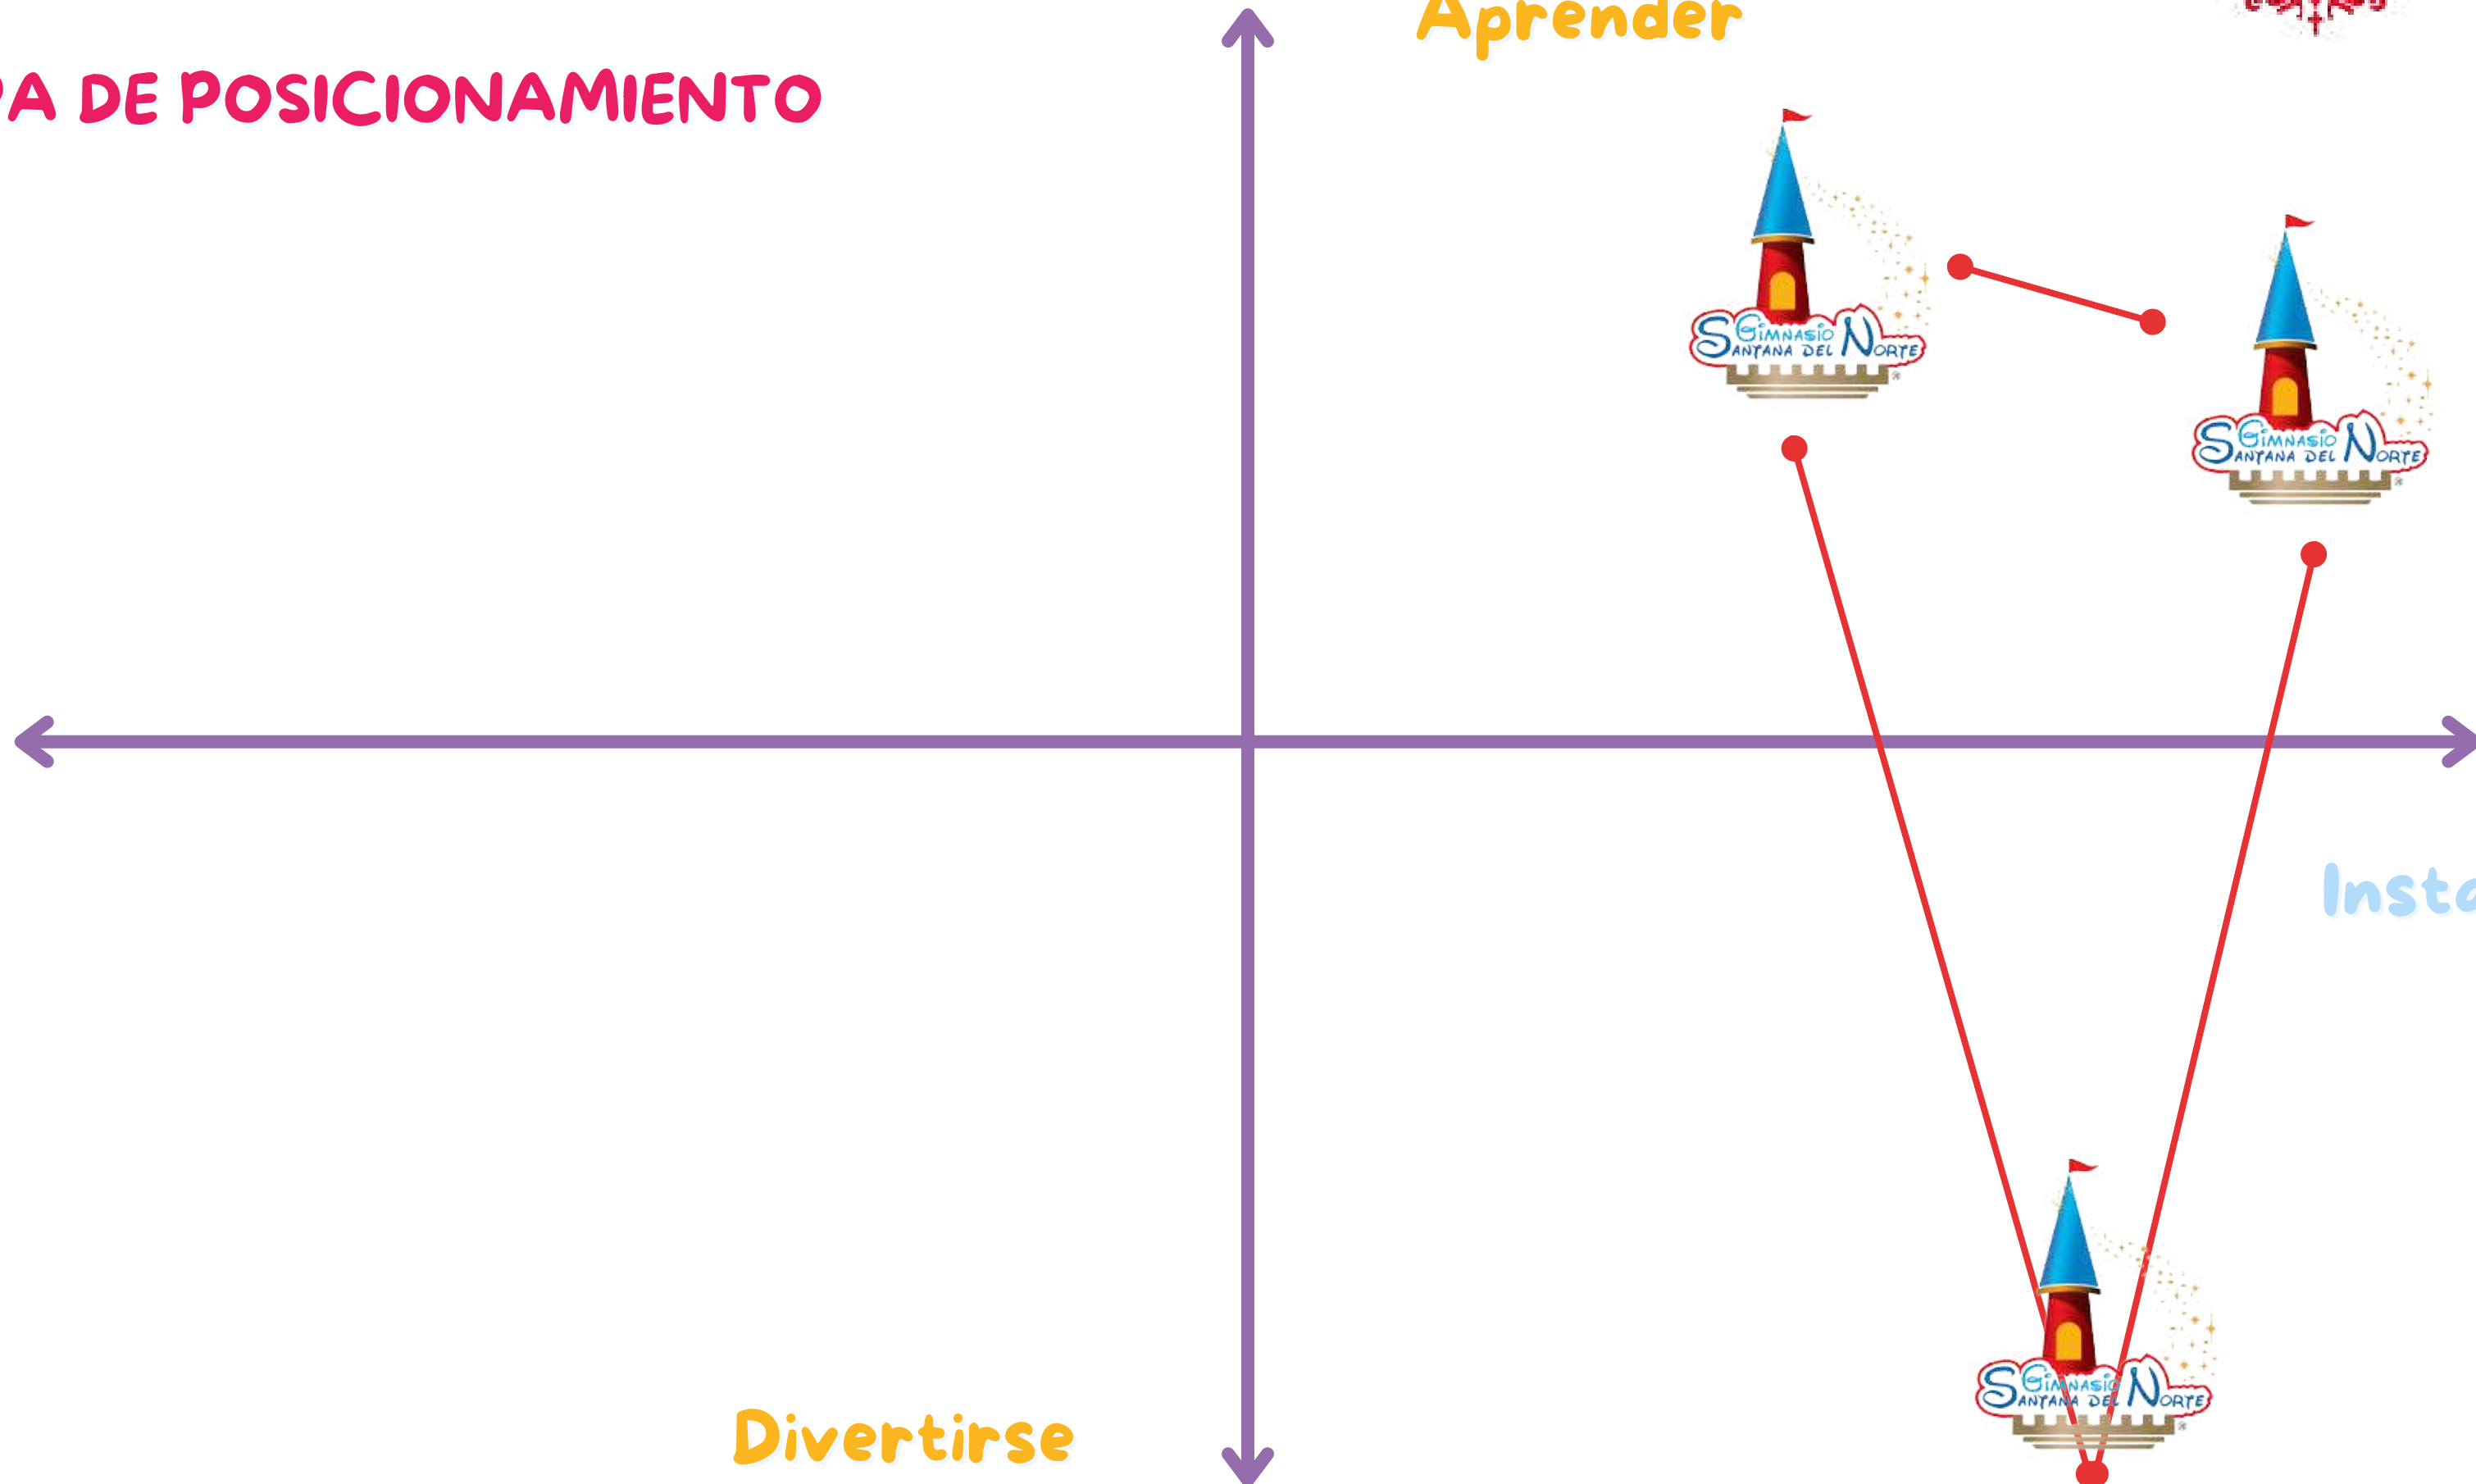 Aprender
A DE POSICIONAMIENTO
GIMNASIO
SANTANA DEL NORTE
GIMNASIO
SANTANA DEL NORTE
Inst
Divertirse
GIMNASIO
SANTANA DEL NORTE